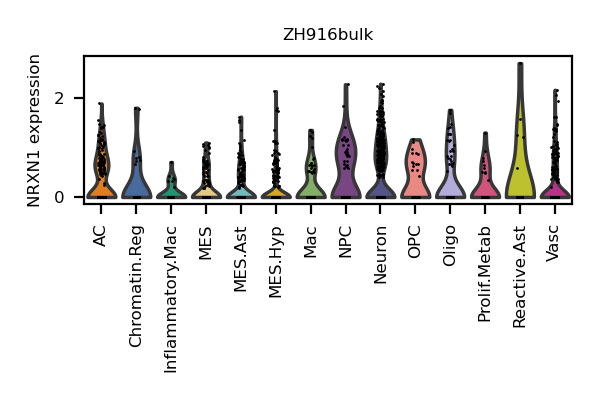 ZH916bulk
NRXN1 expression
2
0
AC
Chromatin.Reg
Inflammatory.Mac
MES
MES.Ast
MES.Hyp
Mac
NPC
Neuron
OPC
Oligo
Prolif.Metab
Reactive.Ast
Vasc